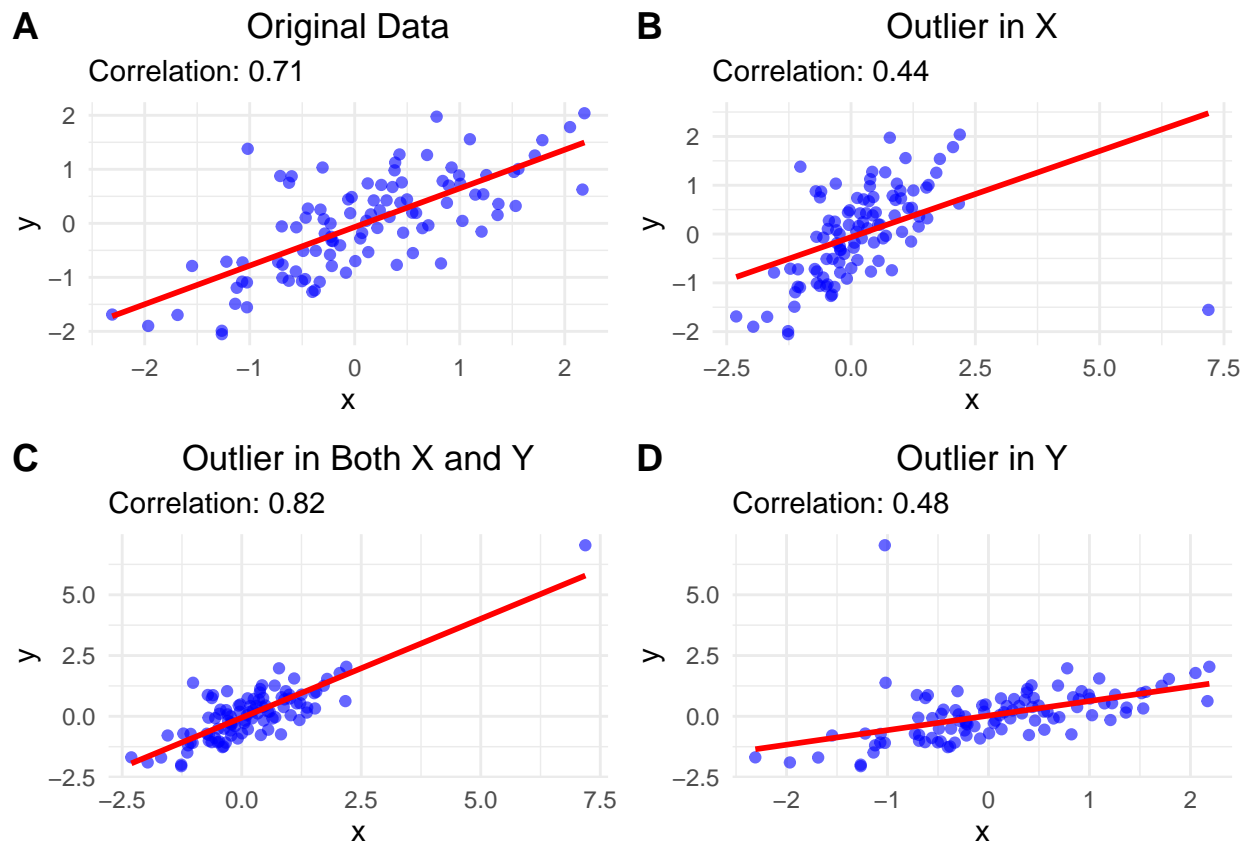 A Original Data
Correlation: 0.71
2
1
0
−1
−2
y
−2 −1 0 1 2
x
B Outlier in X
Correlation: 0.44
2
1
0
−1
−2
y
−2.5 0.0 2.5 5.0 7.5
x
C Outlier in Both X and Y
Correlation: 0.82
5.0
2.5
0.0
−2.5
y
−2.5 0.0 2.5 5.0 7.5
x
D Outlier in Y
Correlation: 0.48
5.0
2.5
0.0
−2.5
y
−2 −1 0 1 2
x